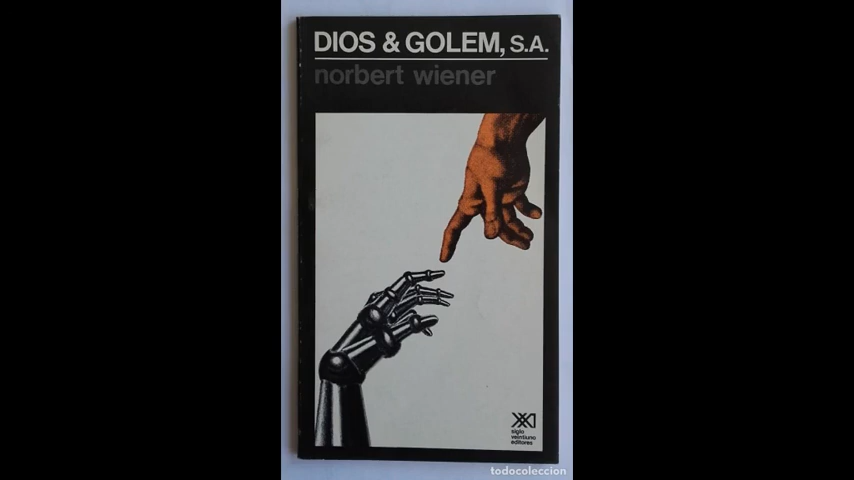 DIOS & GOLEM, S.A.
norbert wiener
siglo
veintiuno
editores
todocoleccion